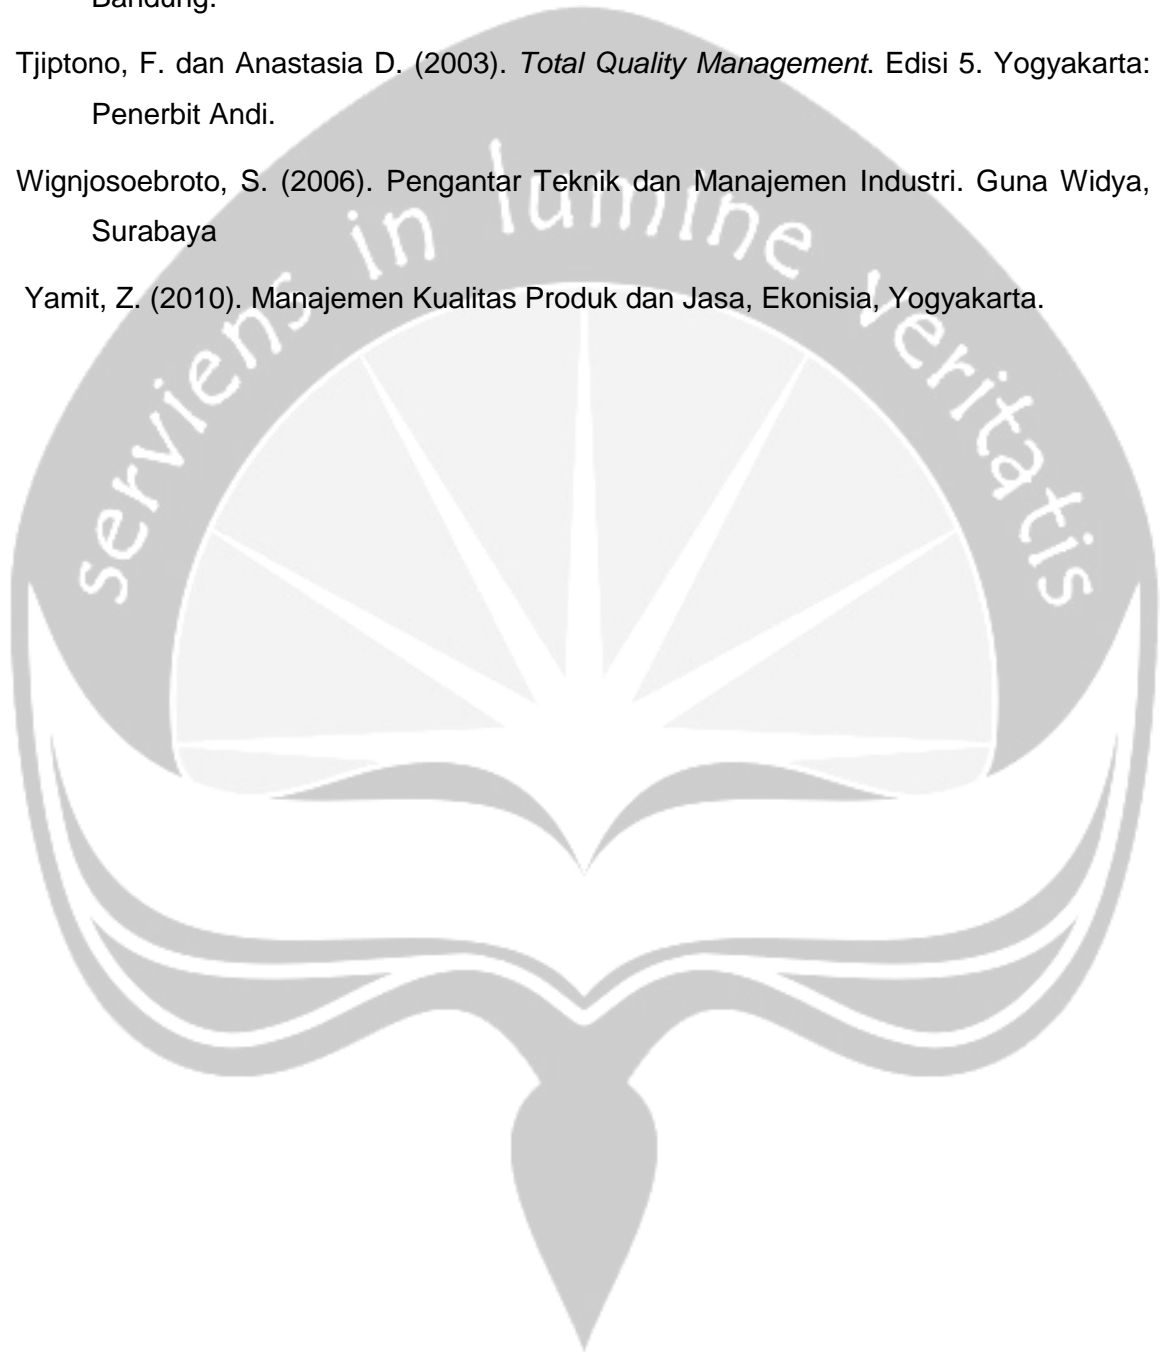 Bandung.
Tjiptono, F. dan Anastasia D. (2003). Total Quality Management. Edisi 5. Yogyakarta:
Penerbit Andi.
Wignjosoebroto, S. (2006). Pengantar Teknik dan Manajemen Industri. Guna Widya,
Surabaya
Yamit, Z. (2010). Manajemen Kualitas Produk dan Jasa, Ekonisia, Yogyakarta.
serviens in lumine veritatis